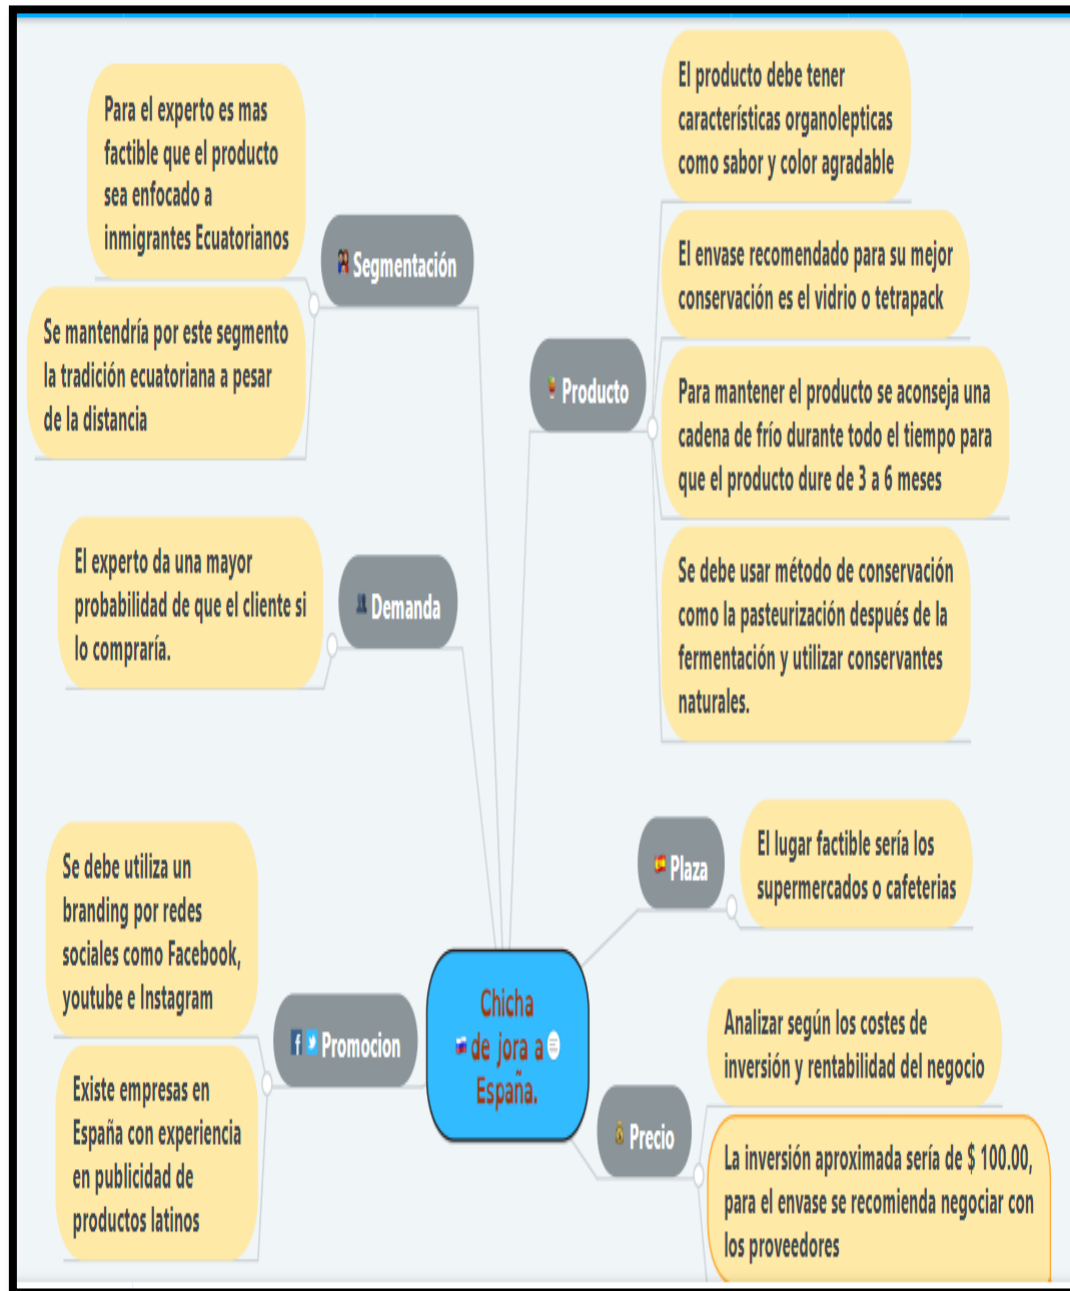 Para el experto es mas
factible que el producto
sea enfocado a
inmigrantes Ecuatorianos
Segmentación
Se mantendría por este segmento
la tradición ecuatoriana a pesar
de la distancia
El experto da una mayor
probabilidad de que el cliente si
lo compraría.
Demanda
Se debe utiliza un
branding por redes
sociales como Facebook,
youtube e Instagram
Promocion
Existe empresas en
España con experiencia
en publicidad de
productos latinos
Chicha
de jora a
España.
El producto debe tener
características organolepticas
como sabor y color agradable
El envase recomendado para su mejor
conservación es el vidrio o tetrapack
Producto
Para mantener el producto se aconseja una
cadena de frío durante todo el tiempo para
que el producto dure de 3 a 6 meses
Se debe usar método de conservación
como la pasteurización después de la
fermentación y utilizar conservantes
naturales.
Plaza
El lugar factible sería los
supermercados o cafeterias
Precio
Analizar según los costes de
inversión y rentabilidad del negocio
La inversión aproximada sería de $ 100.00,
para el envase se recomienda negociar con
los proveedores